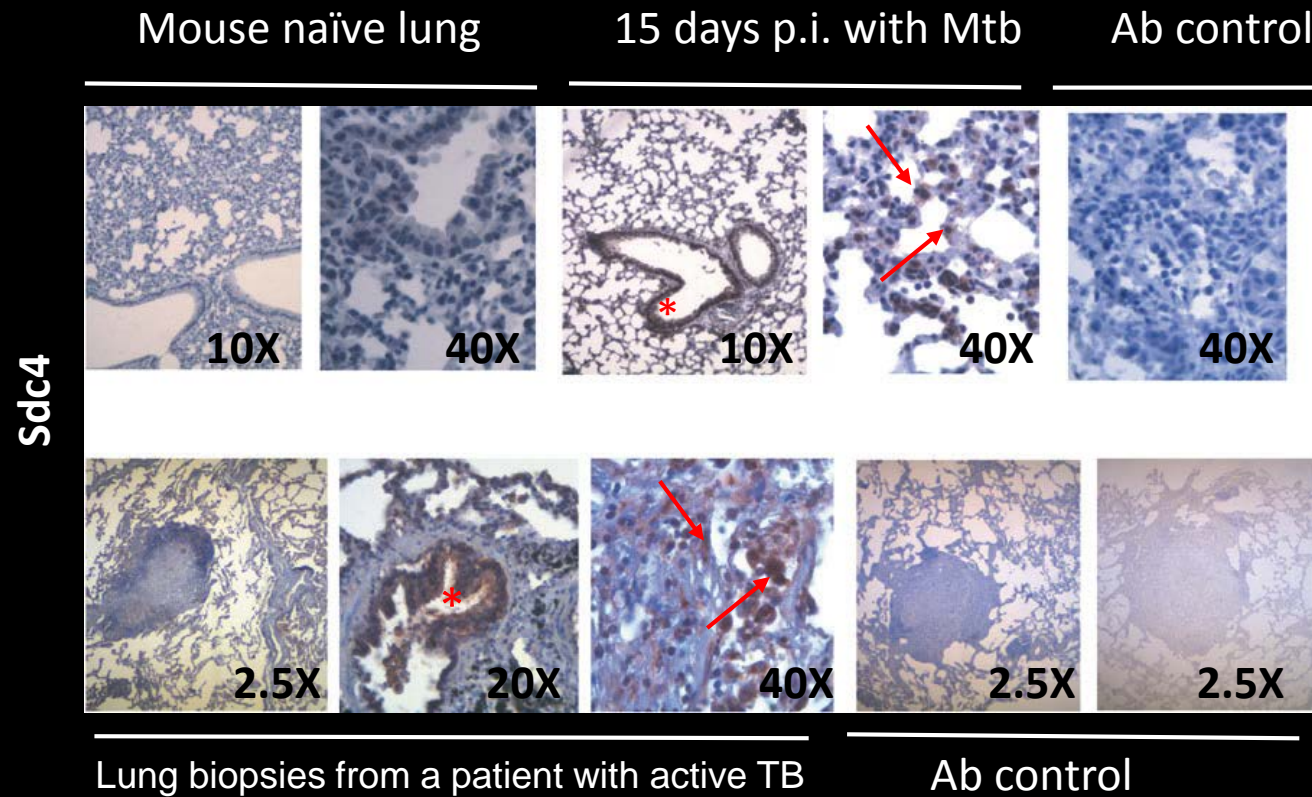 Mouse naïve lung
15 days p.i. with Mtb
Ab control
Sdc4
10X
40X
*
10X
40X
40X
2.5X
*
20X
40X
2.5X
2.5X
Lung biopsies from a patient with active TB
Ab control